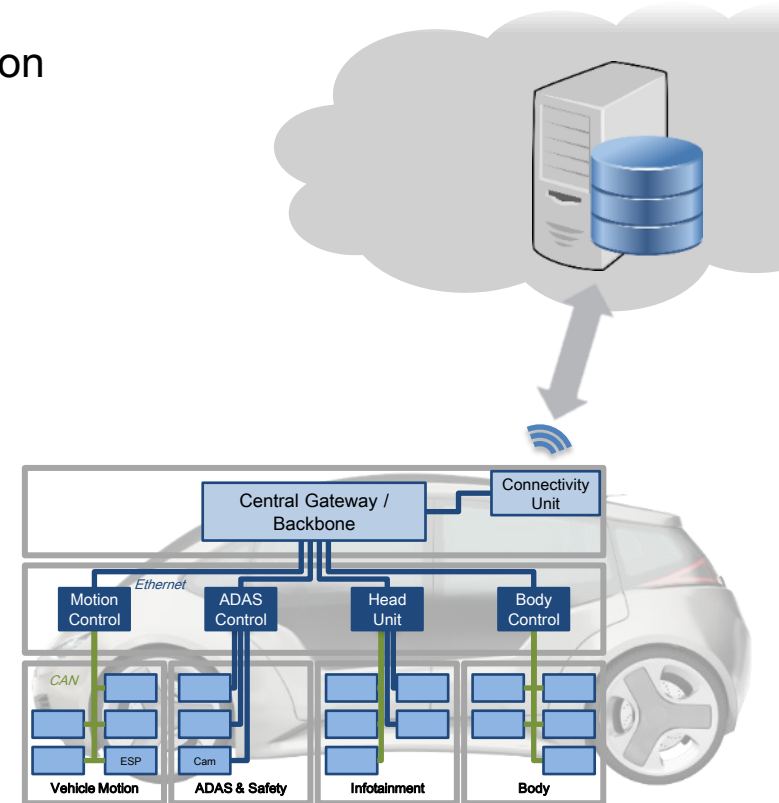 on
Connectivity
Unit
Central Gateway /
Backbone
Ethernet
Motion
Control
ADAS
Control
Head
Unit
Body
Control
CAN
ESP
Cam
Vehicle Motion
ADAS & Safety
Infotainment
Body